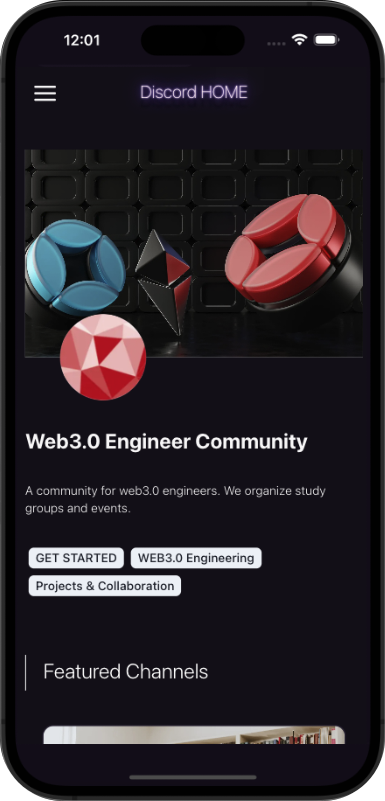 12:01
Discord HOME
Web3.0 Engineer Community
A community for web3.0 engineers. We organize study
groups and events.
GET STARTED WEB3.0 Engineering
Projects & Collaboration
Featured Channels